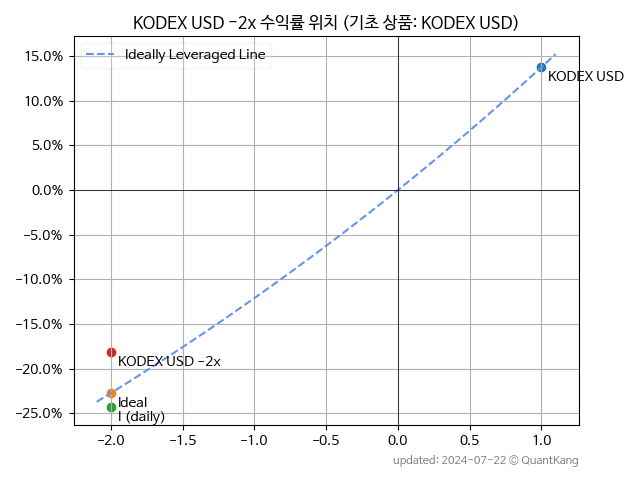 KODEX USD -2x 수익률 위치 (기초 상품: KODEX USD)
Ideally Leveraged Line
15.0%
KODEX USD
10.0%
5.0%
0.0%
-5.0%
-10.0%
-15.0%
KODEX USD -2x
-20.0%
Ideal
I (daily)
-25.0%
-2.0 -1.5 -1.0 -0.5 0.0 0.5 1.0
updated: 2024-07-22 © QuantKang